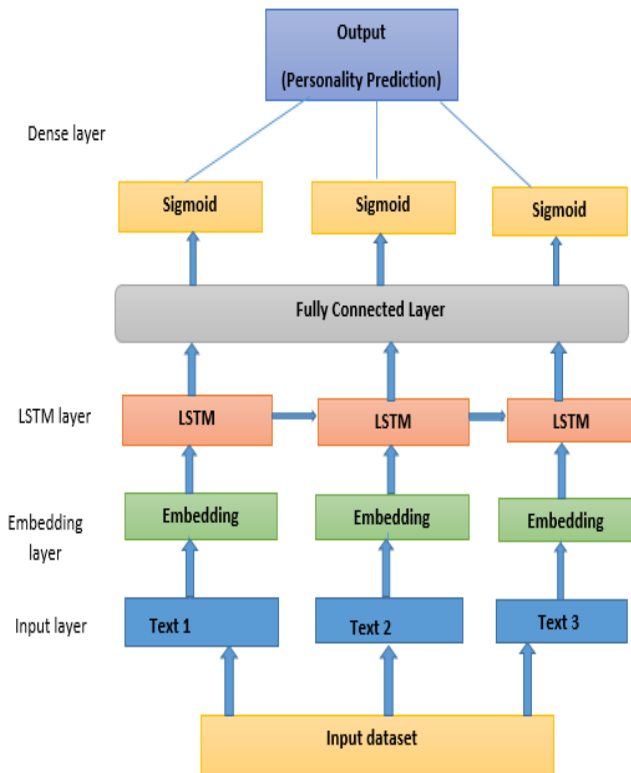 Output
(Personality Prediction)
Dense layer
Sigmoid
Sigmoid
Sigmoid
Fully Connected Layer
LSTM layer
LSTM
LSTM
LSTM
Embedding
layer
Embedding
Embedding
Embedding
Input layer
Text 1
Text 2
Text 3
Input dataset